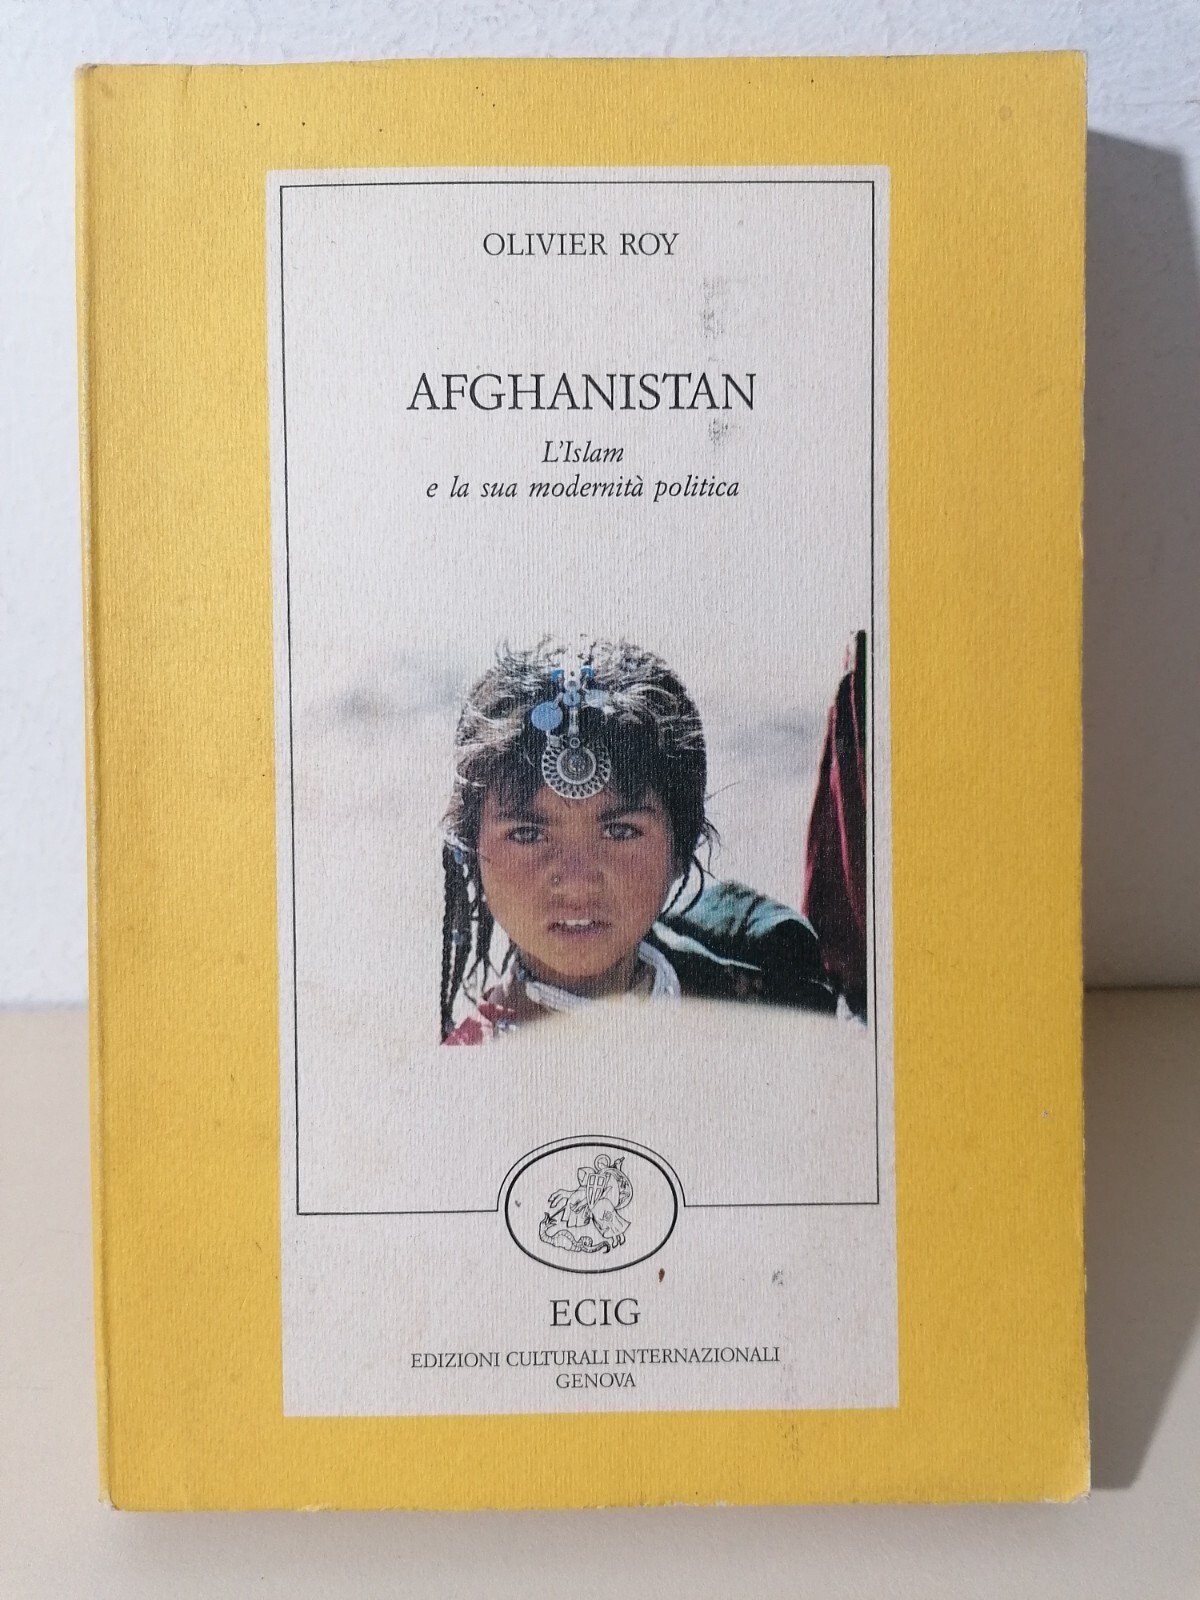 OLIVIER ROY
AFGHANISTAN
L'Islam
e la sua modernità politica
ECIG
EDIZIONI CULTURALI INTERNAZIONALI
GENOVA